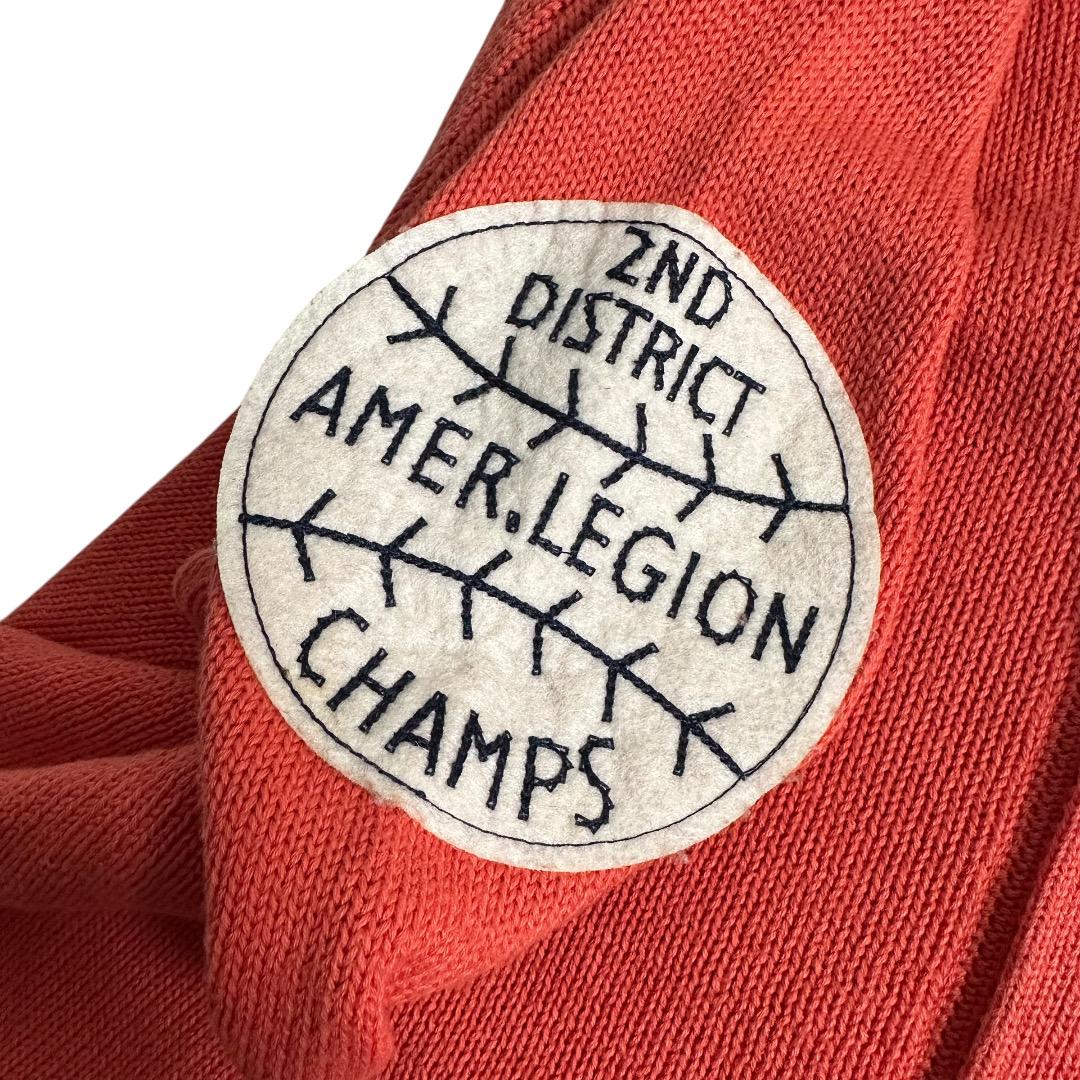 2ND
DISTRICT
AMER. LEGION
CHAMPS